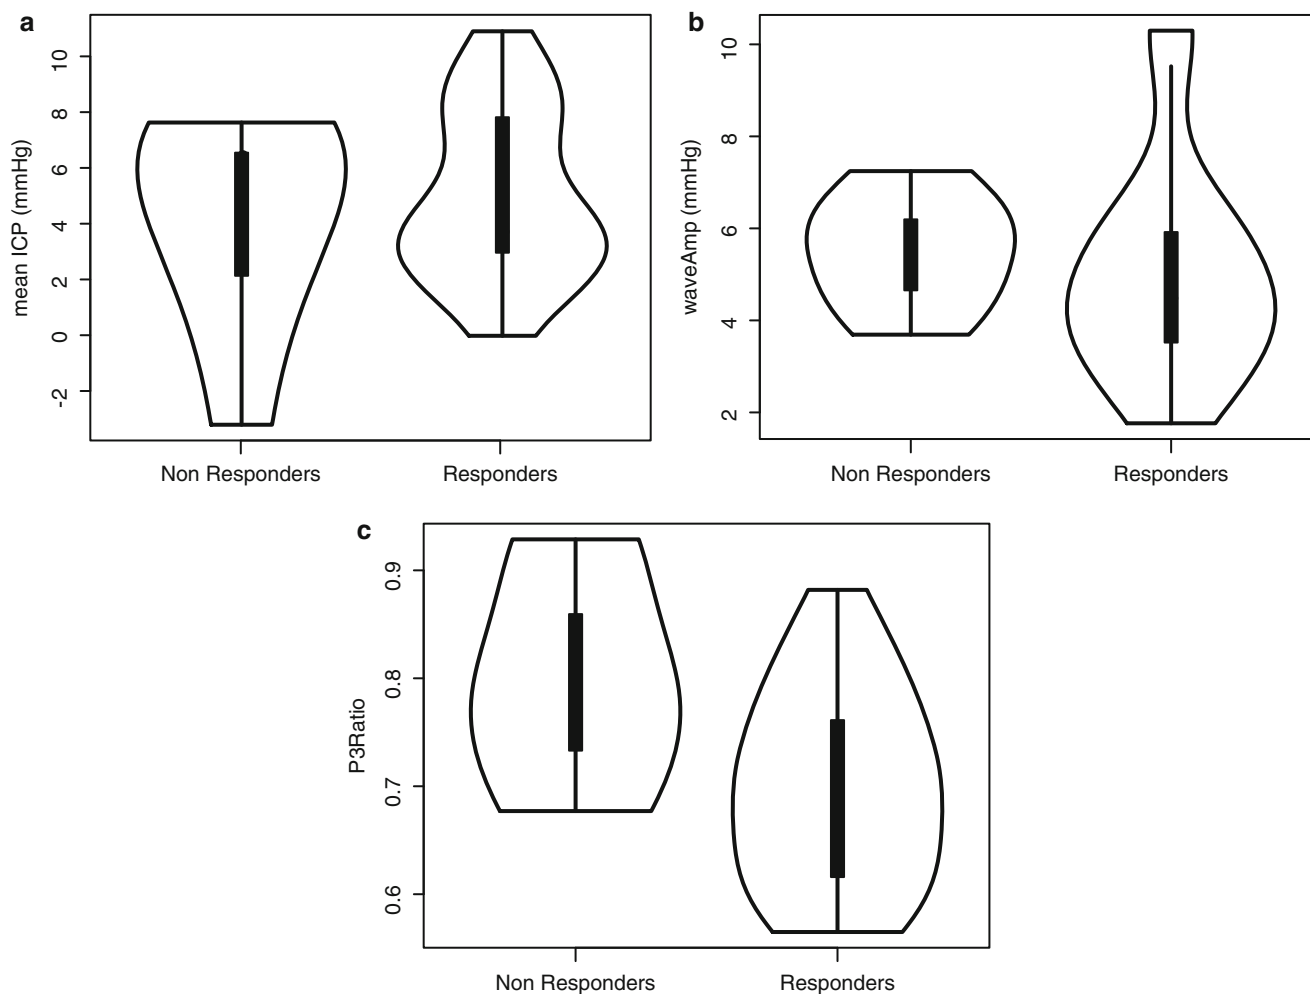 a
mean ICP (mmHg)
10
8
6
4
2
0
-2
Non Responders
Responders
b
waveAmp (mmHg)
10
8
6
4
2
Non Responders
Responders
c
P3Ratio
0.9
0.8
0.7
0.6
Non Responders
Responders